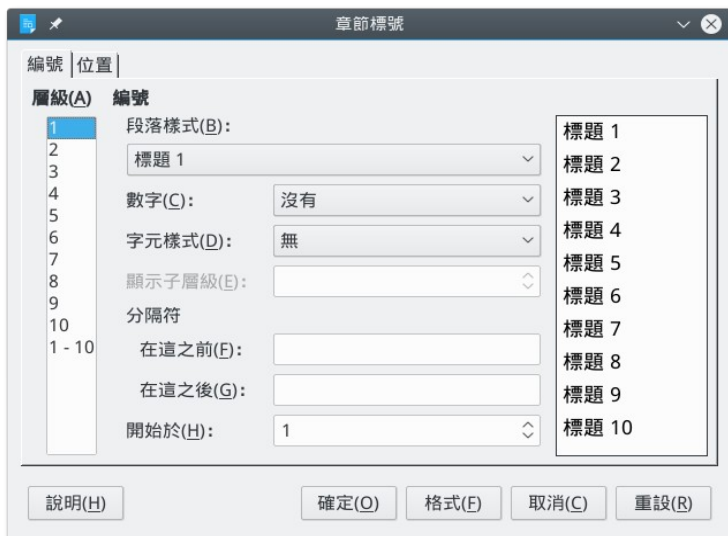 章節標號
編號 位置
層級(A)
1
2
3
4
5
6
7
8
9
10
1 - 10
編號
段落樣式(B):
標題 1
數字(C): 沒有
字元樣式(D): 無
顯示子層級(E):
分隔符
在這之前(F):
在這之後(G):
開始於(H): 1
標題 1
標題 2
標題 3
標題 4
標題 5
標題 6
標題 7
標題 8
標題 9
標題 10
說明(H) 確定(O) 格式(F) 取消(C) 重設(R)